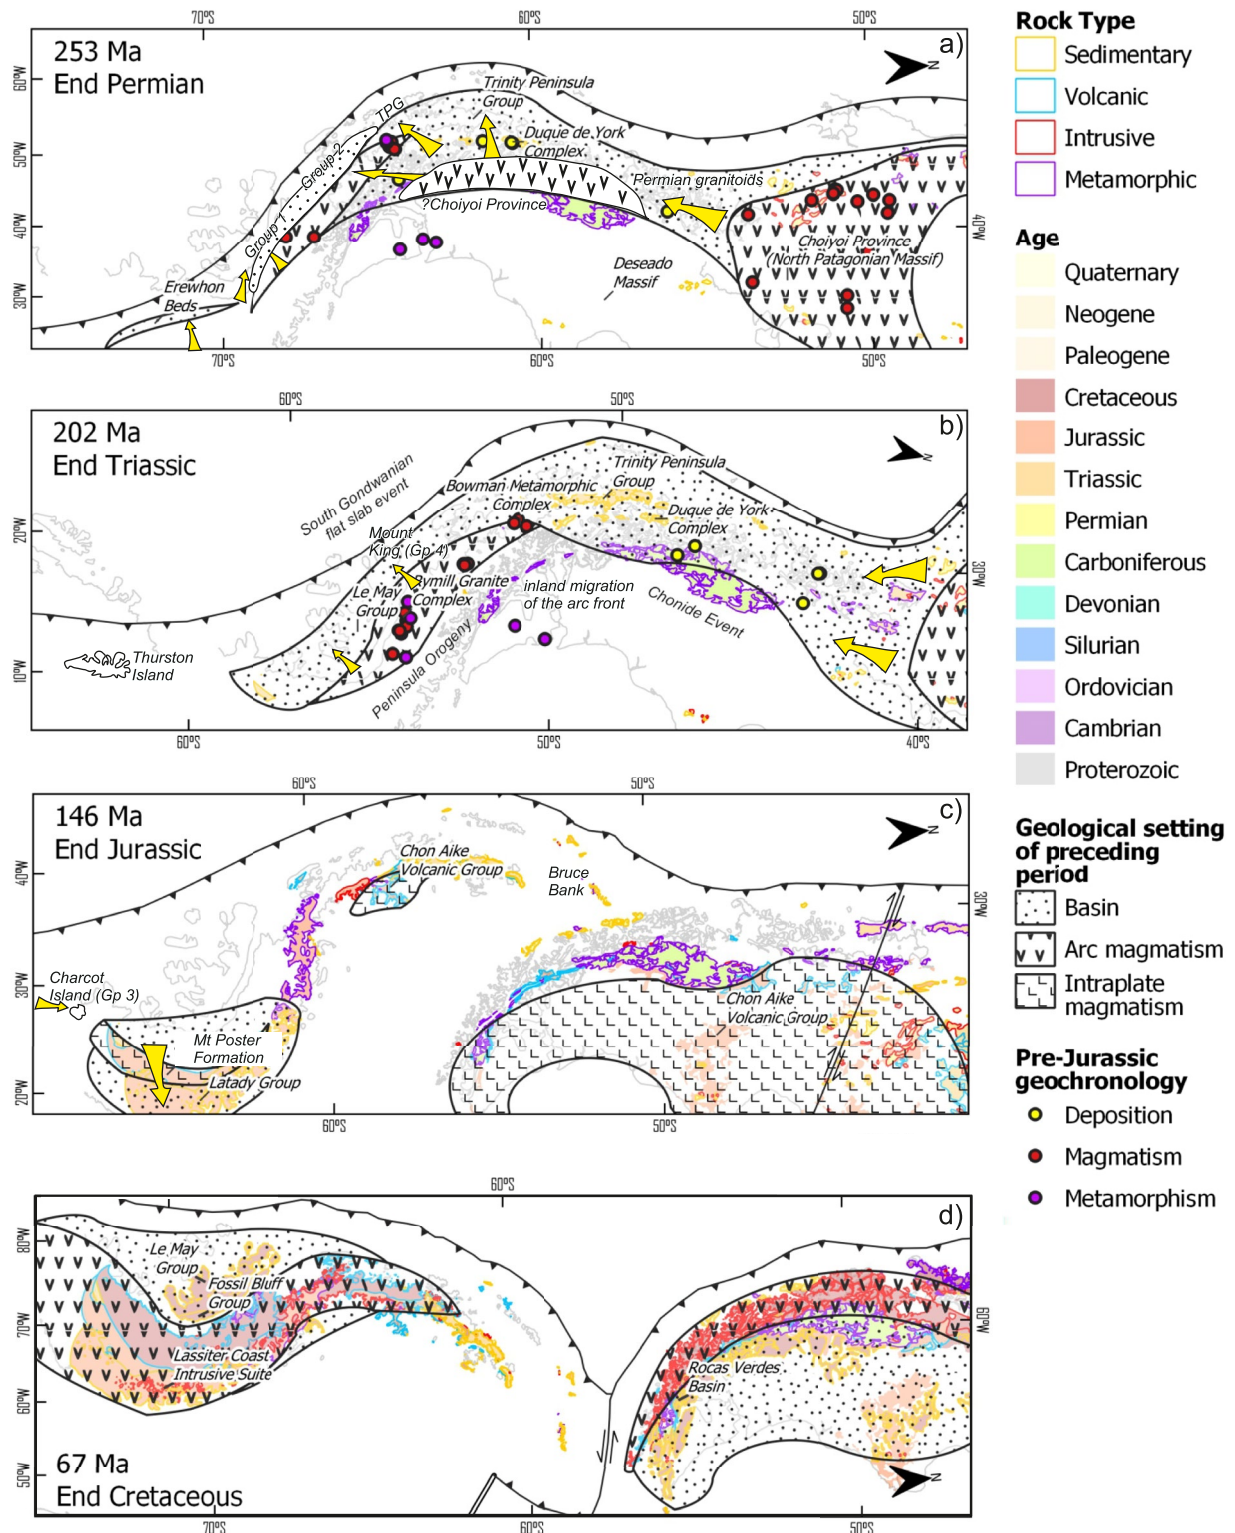 70°S
60°S
50°S
253 Ma
End Permian
a)
N
60°W
50°W
40°W
30°W
40°W
Trinity Peninsula
Group
TPG
Duque de York
Complex
Group 2
Permian granitoids
?Choiyoi Province
Group 1
Choiyoi Province
(North Patagonian Massif)
Deseado
Massif
Erewhon
Beds
70°S
60°S
50°S
60°S
50°S
202 Ma
End Triassic
b)
N
20°W
10°W
30°W
South Gondwanian
flat slab event
Trinity Peninsula
Group
Bowman Metamorphic
Complex
Duque de York
Complex
Mount
King (Gp 4)
Rymill Granite
Complex
Le May
Group
inland migration
of the arc front
Chonide Event
Peninsula Orogeny
Thurston
Island
60°S
50°S
40°S
60°S
50°S
146 Ma
End Jurassic
c)
N
40°W
30°W
20°W
30°W
Chon Aike
Volcanic Group
Bruce
Bank
Charcot
Island (Gp 3)
Chon Aike
Volcanic Group
Mt Poster
Formation
Latady Group
60°S
50°S
60°S
d)
80°W
70°W
60°W
50°W
60°W
Le May
Group
Fossil Bluff
Group
Lassiter Coast
Intrusive Suite
Rocas Verdes
Basin
67 Ma
End Cretaceous
N
70°S
60°S
50°S
Rock Type
Sedimentary
Volcanic
Intrusive
Metamorphic
Age
Quaternary
Neogene
Paleogene
Cretaceous
Jurassic
Triassic
Permian
Carboniferous
Devonian
Silurian
Ordovician
Cambrian
Proterozoic
Geological setting
of preceding
period
Basin
Arc magmatism
Intraplate
magmatism
Pre-Jurassic
geochronology
Deposition
Magmatism
Metamorphism